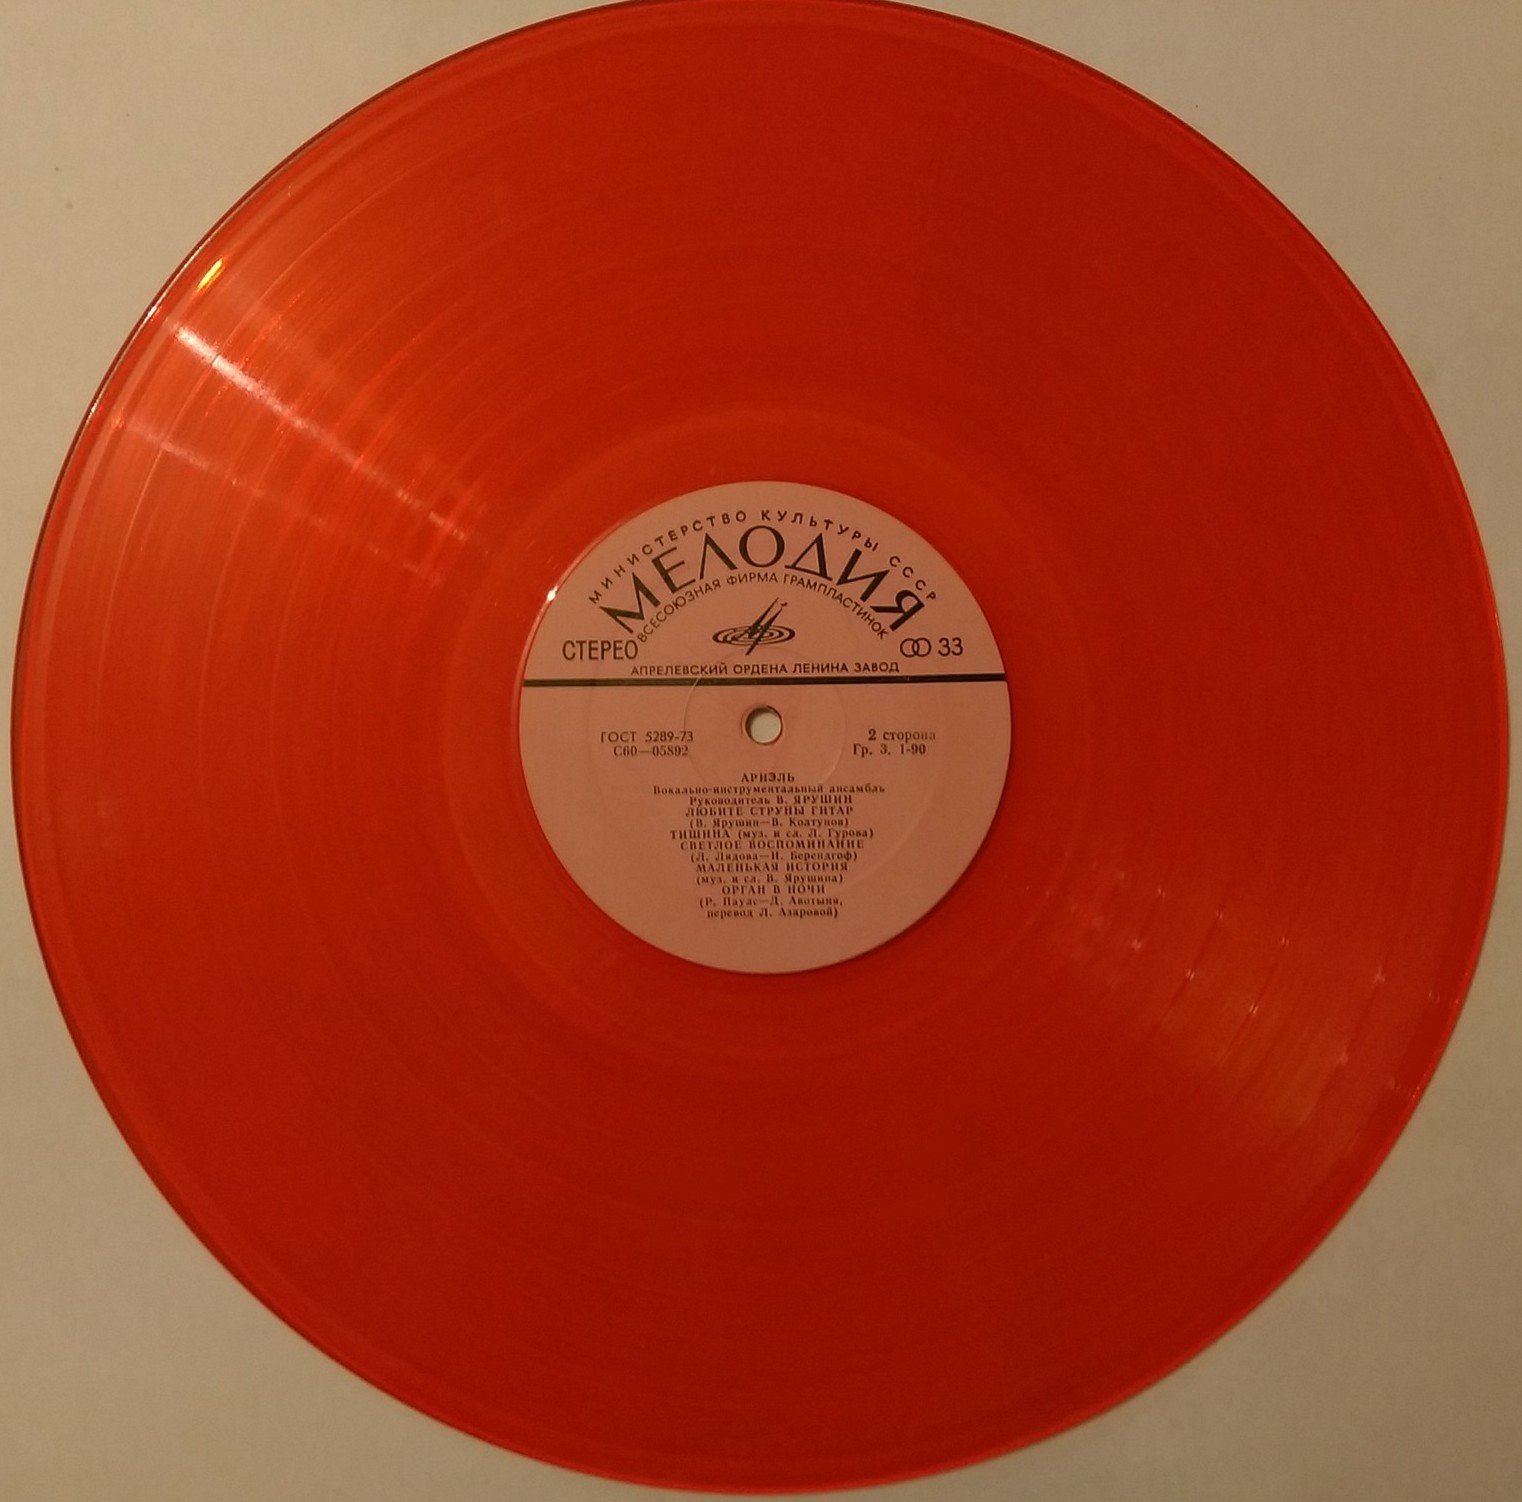 МИНИСТЕРСТВО КУЛЬТУРЫ СССР
МЕЛОДИЯ
ВСЕСОЮЗНАЯ ФИРМА ГРАМПЛАСТИНОК
СТЕРЕО 33
АПРЕЛЕВСКИЙ ОРДЕНА ЛЕНИНА ЗАВОД
ГОСТ 5289-73 2 сторона
С60—05892 Гр. 3, 1-90
АРИЭЛЬ
Вокально-инструментальный ансамбль
Руководитель В. ЯРУШИН
ЛЮБИТЕ СТРУНЫ ГИТАР
(В. Ярушин—В. Колтунов)
ТИШИНА (муз. и сл. Л. Гурова)
СВЕТЛОЕ ВОСПОМИНАНИЕ
(Л. Лядова—И. Берендгоф)
МАЛЕНЬКАЯ ИСТОРИЯ
(муз. и сл. В. Ярушина)
ОРГАН В НОЧИ
(Р. Паулс—Д. Авотыня,
перевод Л. Азаровой)